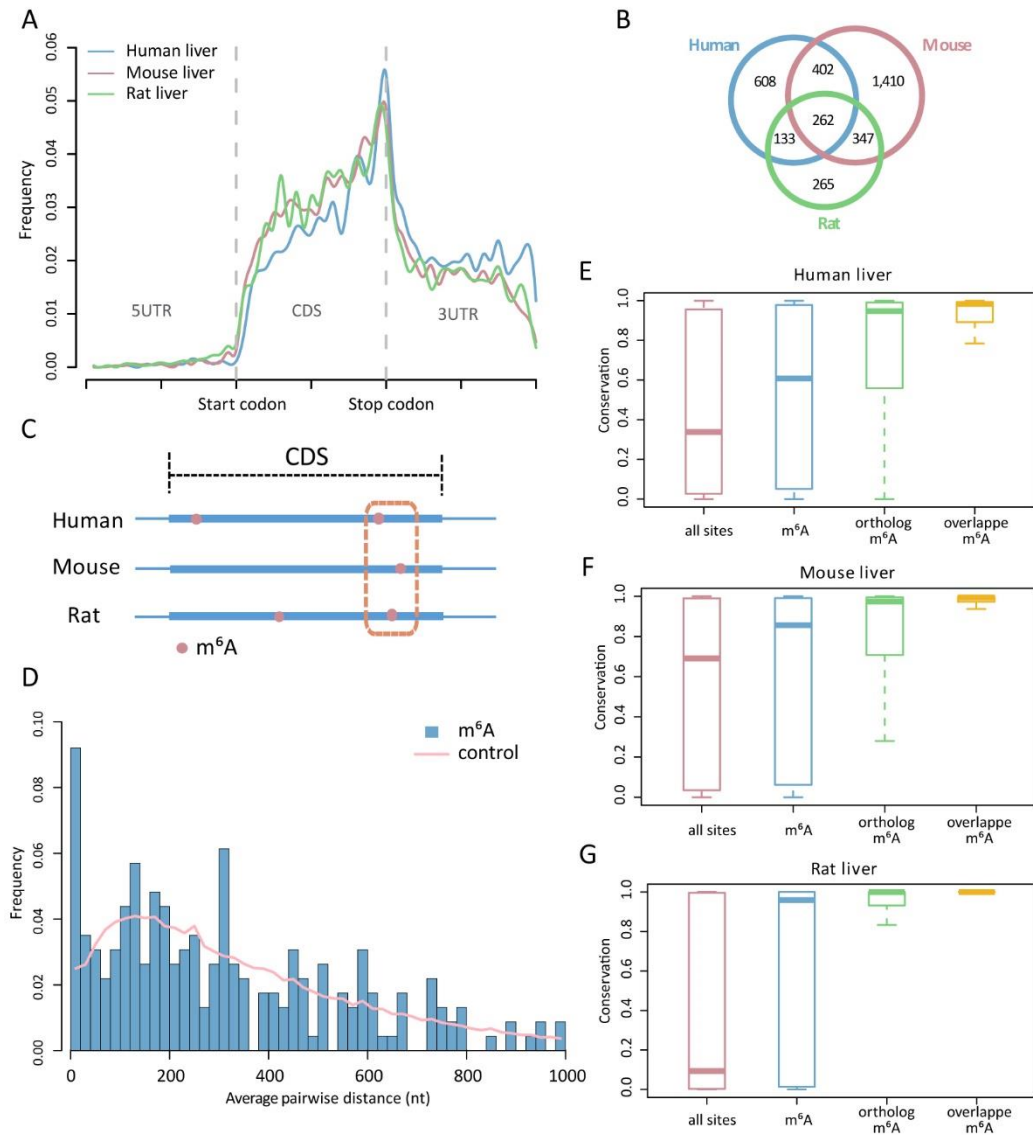 A
Frequency
0.06
0.05
0.04
0.03
0.02
0.01
0.00
Human liver
Mouse liver
Rat liver
5UTR
CDS
3UTR
Start codon
Stop codon
B
Human
Mouse
608
402
1,410
262
133
347
265
Rat
C
CDS
Human
Mouse
Rat
m⁶A
D
Frequency
0.10
0.08
0.06
0.04
0.02
0.00
m⁶A
control
0 200 400 600 800 1000
Average pairwise distance (nt)
E
Human liver
Conservation
1.0
0.8
0.6
0.4
0.2
0.0
all sites m⁶A ortholog overlappe
m⁶A m⁶A
F
Mouse liver
Conservation
1.0
0.8
0.6
0.4
0.2
0.0
all sites m⁶A ortholog overlappe
m⁶A m⁶A
G
Rat liver
Conservation
1.0
0.8
0.6
0.4
0.2
0.0
all sites m⁶A ortholog overlappe
m⁶A m⁶A